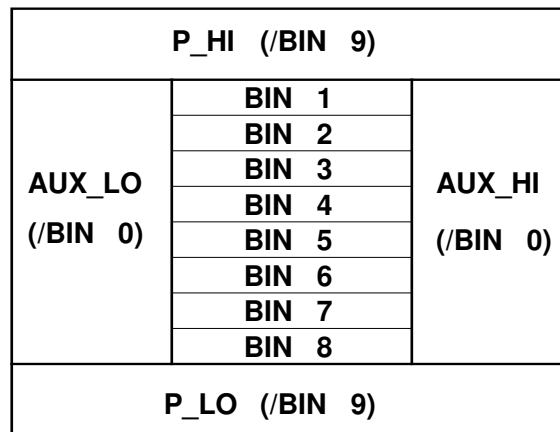 P_HI (/BIN 9)
AUX_LO
(/BIN 0)
BIN 1
BIN 2
BIN 3
BIN 4
BIN 5
BIN 6
BIN 7
BIN 8
AUX_HI
(/BIN 0)
P_LO (/BIN 9)